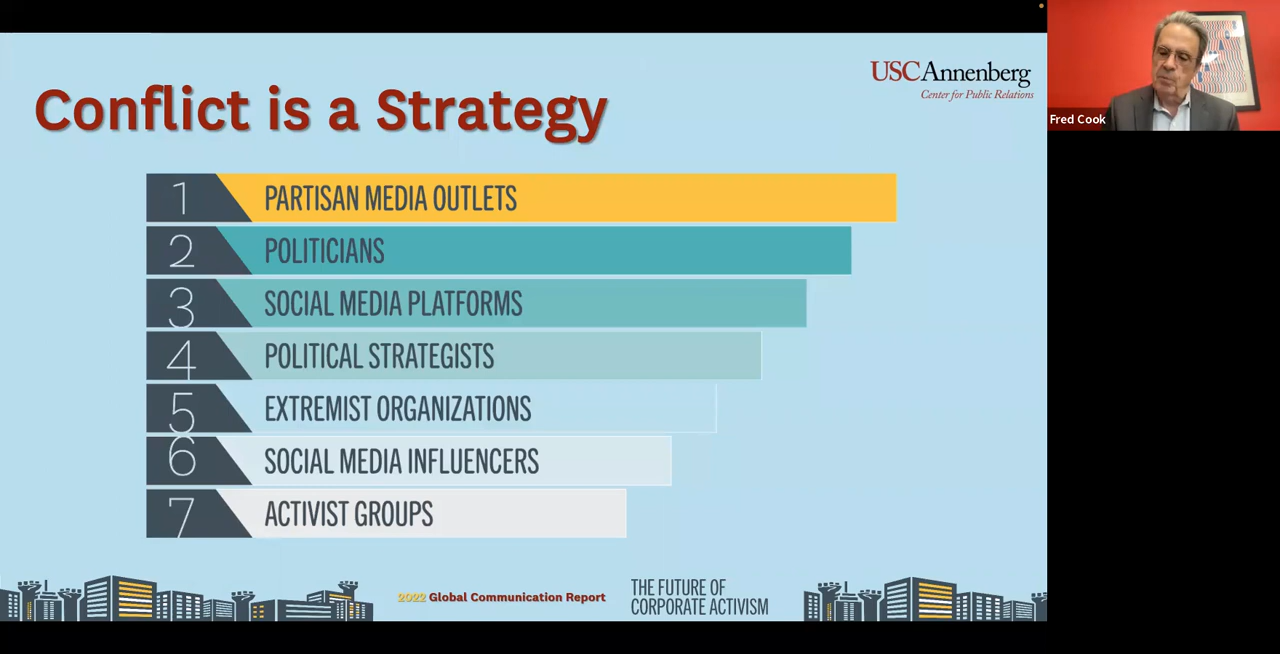 Conflict is a Strategy
USC Annenberg
Center for Public Relations
Fred Cook
1 PARTISAN MEDIA OUTLETS
2 POLITICIANS
3 SOCIAL MEDIA PLATFORMS
4 POLITICAL STRATEGISTS
5 EXTREMIST ORGANIZATIONS
6 SOCIAL MEDIA INFLUENCERS
7 ACTIVIST GROUPS
2022 Global Communication Report
THE FUTURE OF
CORPORATE ACTIVISM